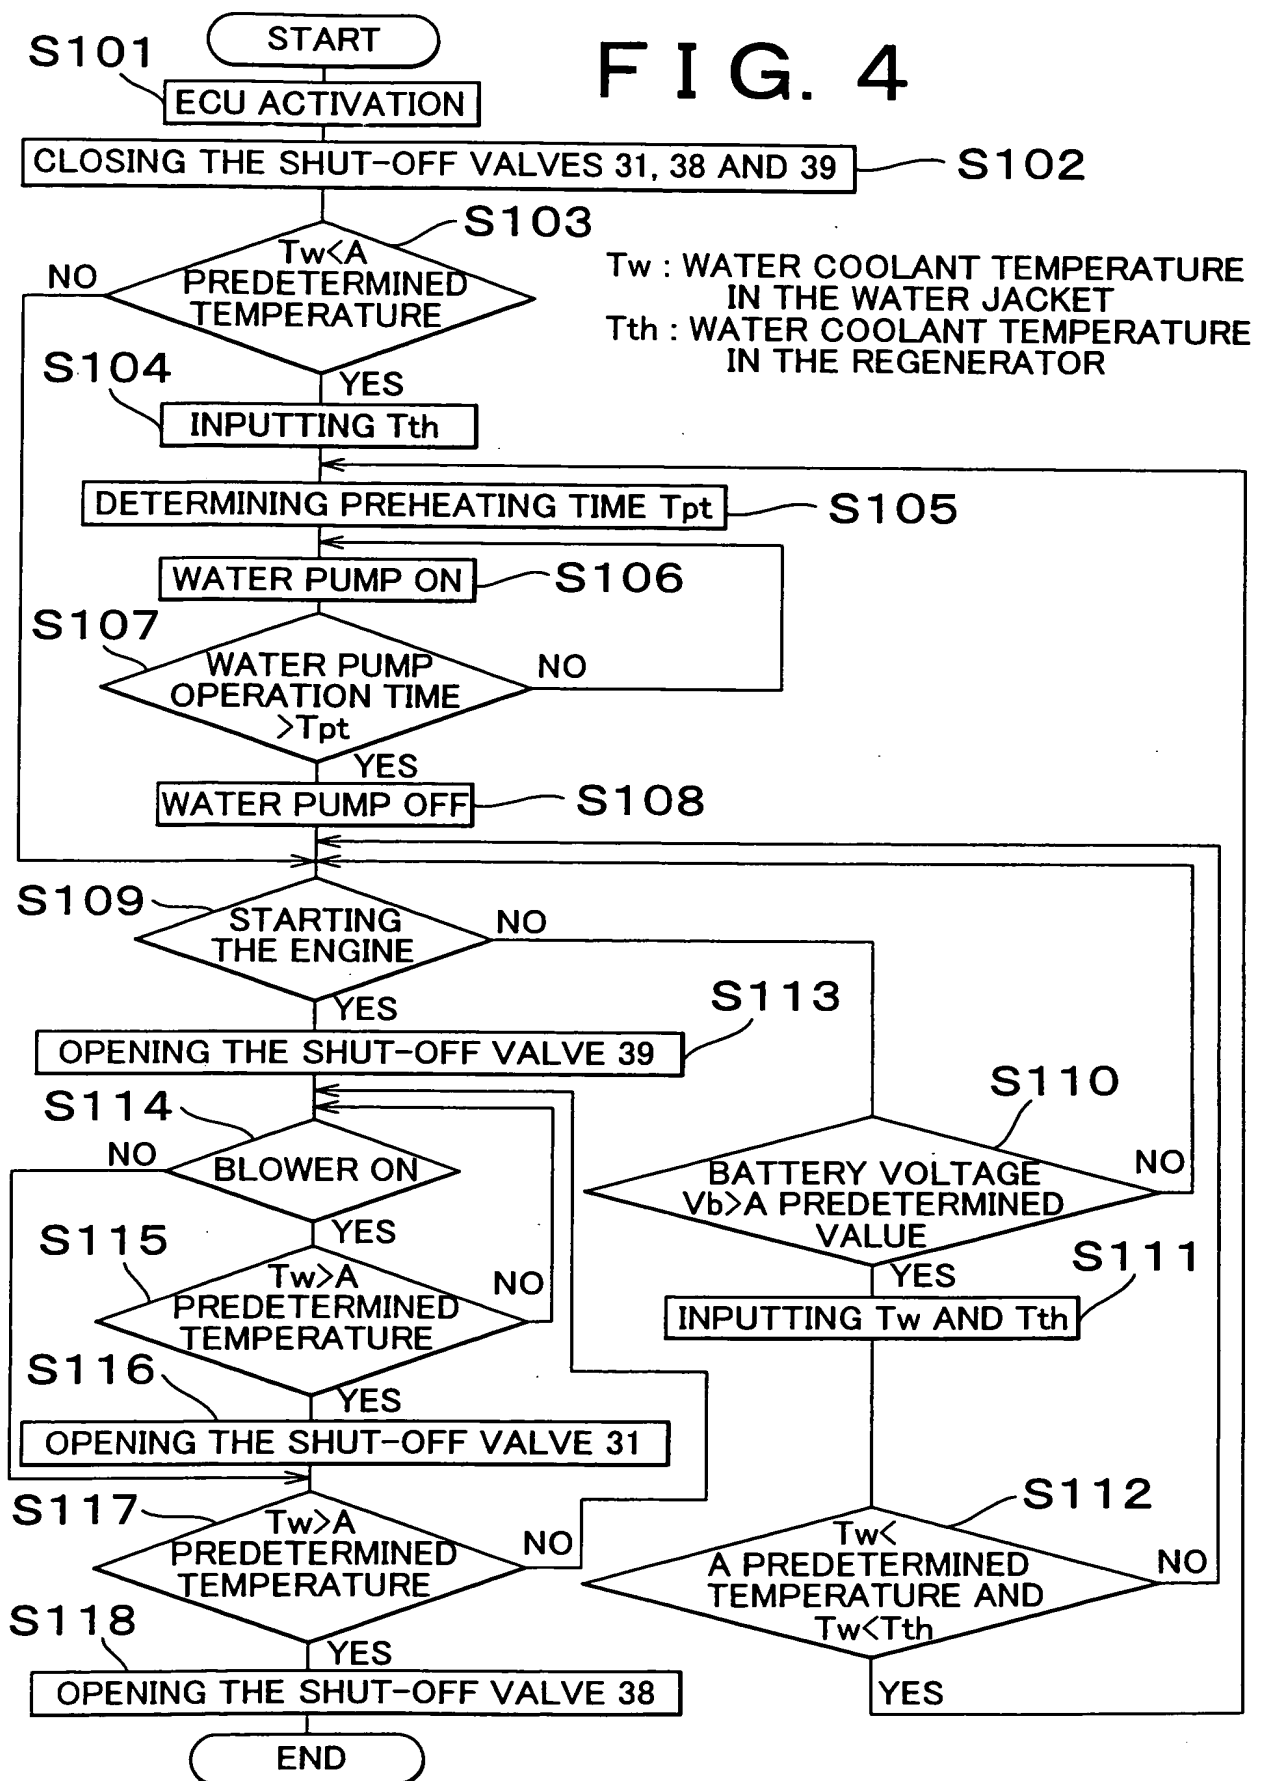 START
FIG. 4
S101
ECU ACTIVATION
CLOSING THE SHUT-OFF VALVES 31, 38 AND 39
S102
S103
Tw<A
PREDETERMINED
TEMPERATURE
NO
YES
Tw : WATER COOLANT TEMPERATURE
IN THE WATER JACKET
Tth : WATER COOLANT TEMPERATURE
IN THE REGENERATOR
S104
INPUTTING Tth
DETERMINING PREHEATING TIME Tpt
S105
WATER PUMP ON
S106
S107
WATER PUMP
OPERATION TIME
>Tpt
NO
YES
WATER PUMP OFF
S108
S109
STARTING
THE ENGINE
NO
YES
S113
OPENING THE SHUT-OFF VALVE 39
S114
BLOWER ON
NO
YES
S110
BATTERY VOLTAGE
Vb>A PREDETERMINED
VALUE
NO
YES
S115
Tw>A
PREDETERMINED
TEMPERATURE
NO
YES
S111
INPUTTING Tw AND Tth
S116
OPENING THE SHUT-OFF VALVE 31
S117
Tw>A
PREDETERMINED
TEMPERATURE
NO
YES
S112
Tw<
A PREDETERMINED
TEMPERATURE AND
Tw<Tth
NO
YES
S118
OPENING THE SHUT-OFF VALVE 38
END